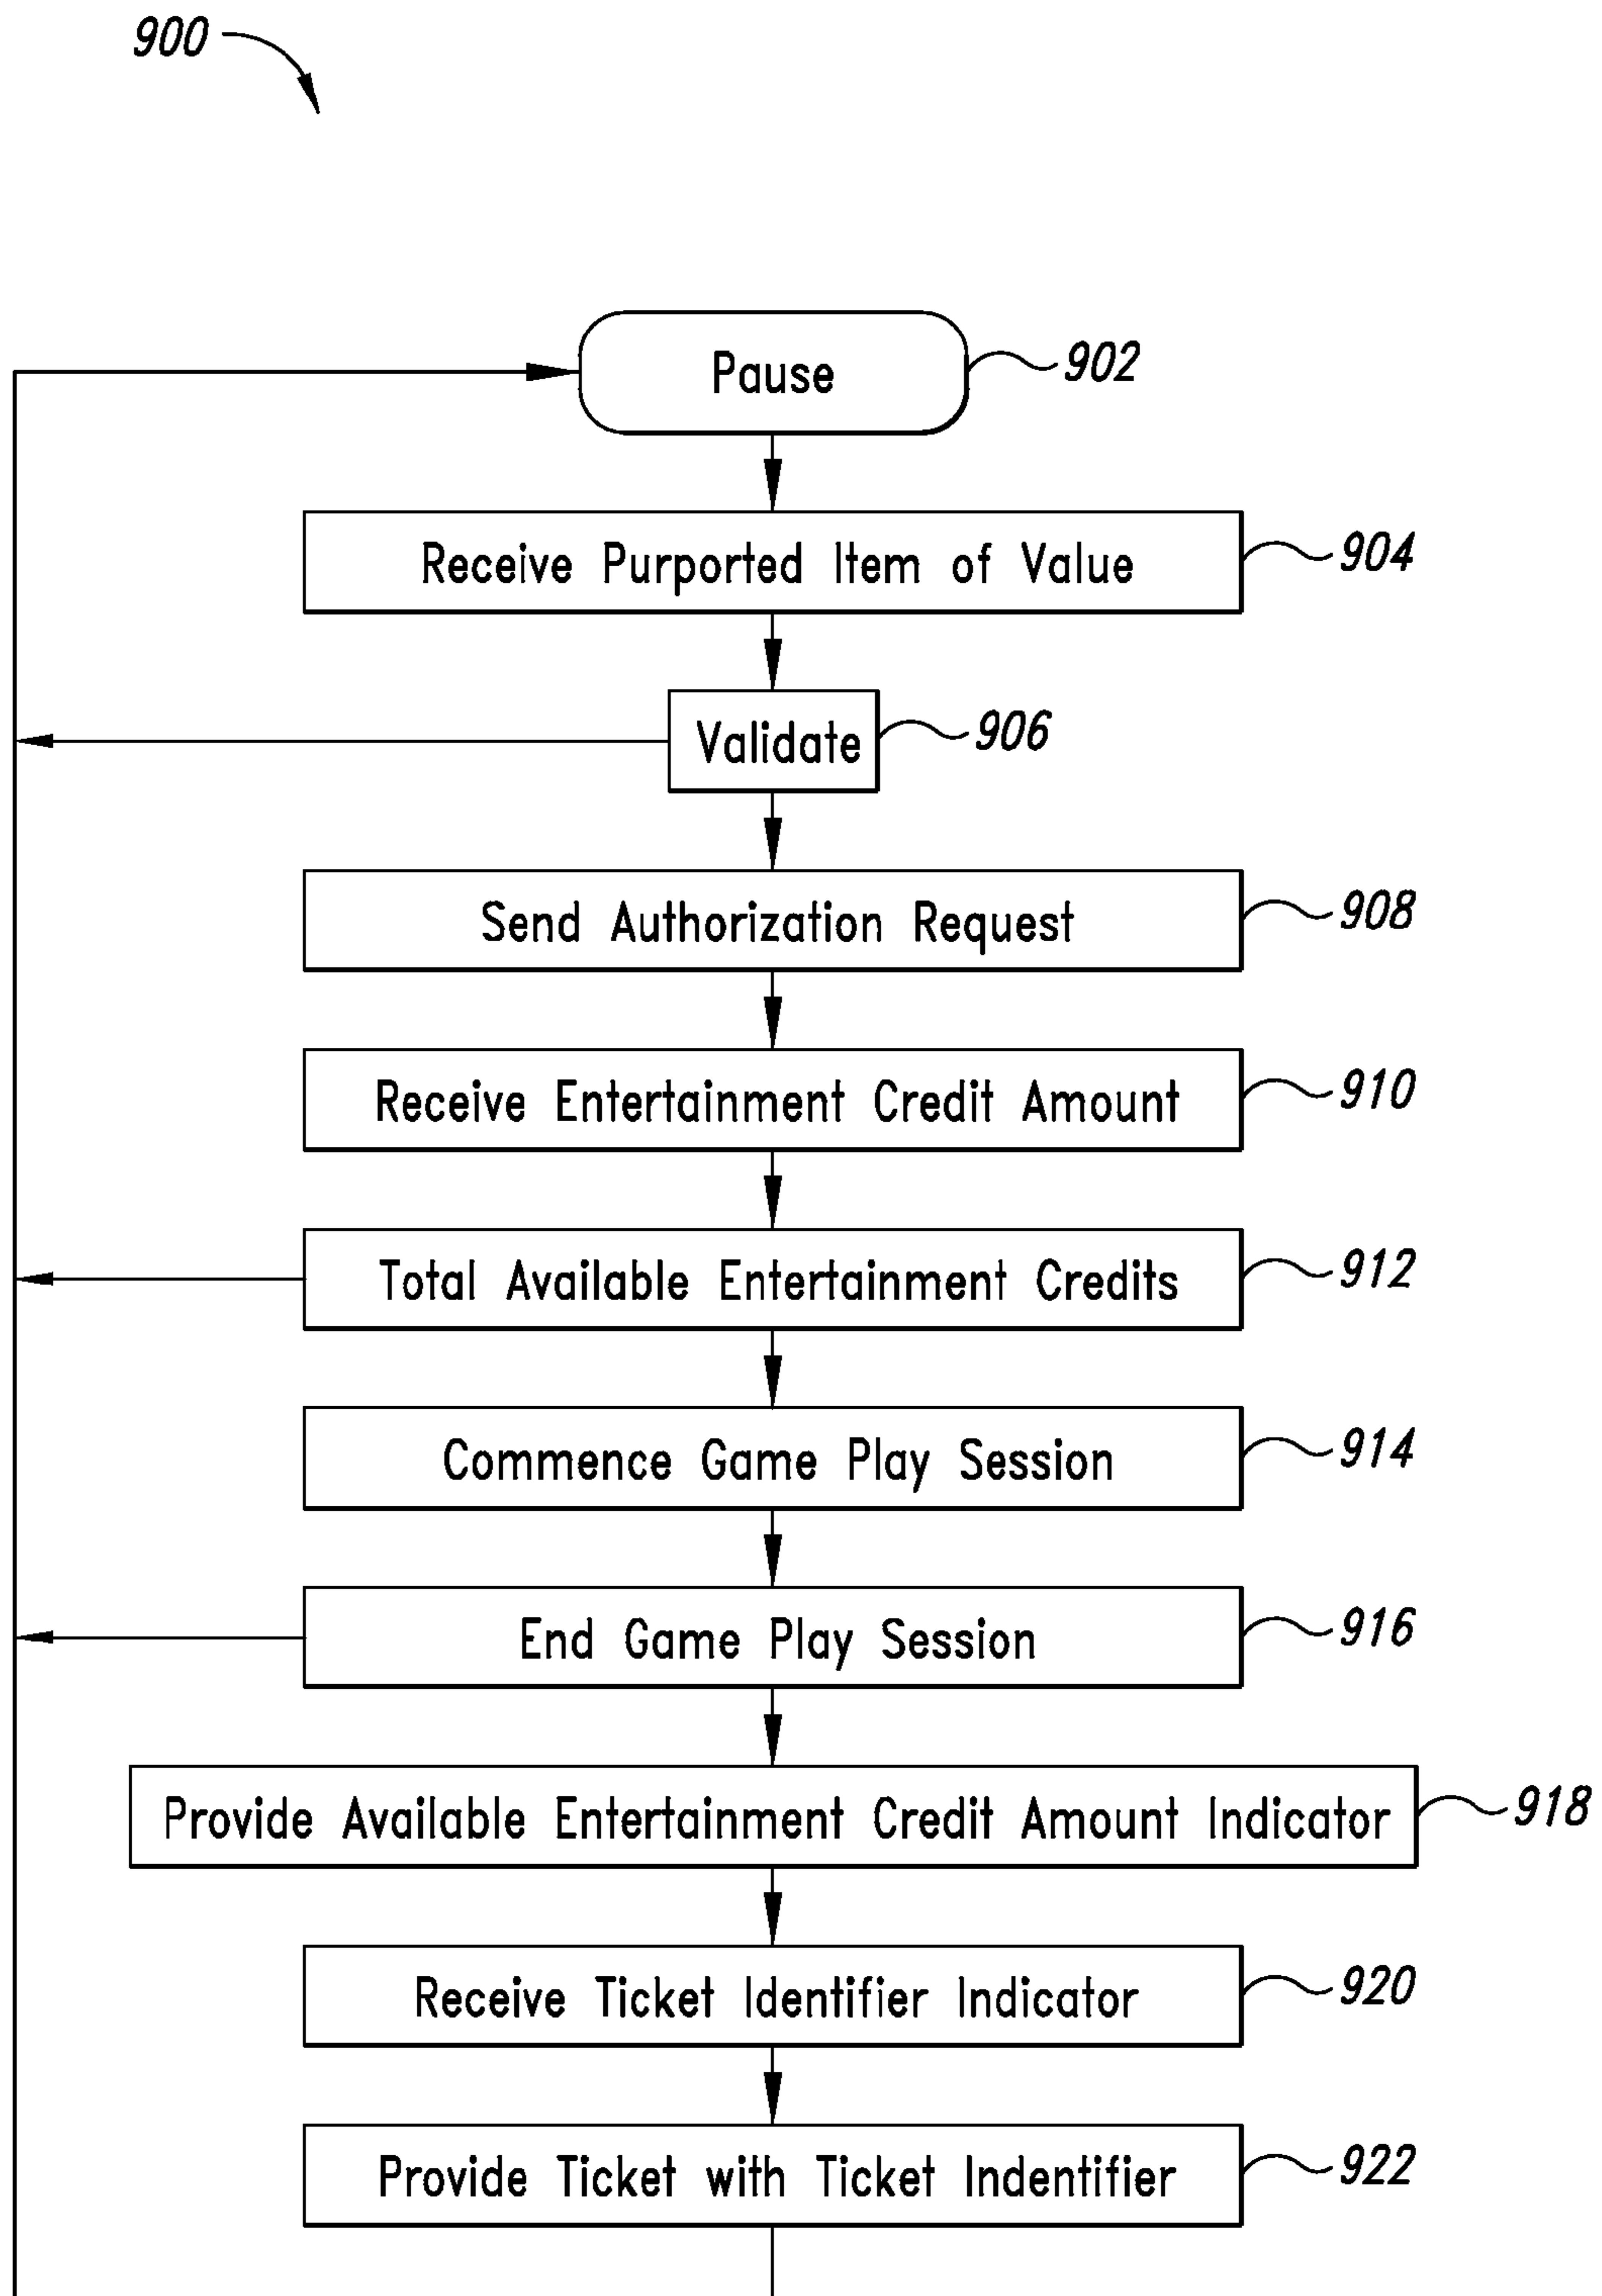 900
Pause 902
Receive Purported Item of Value 904
Validate 906
Send Authorization Request 908
Receive Entertainment Credit Amount 910
Total Available Entertainment Credits 912
Commence Game Play Session 914
End Game Play Session 916
Provide Available Entertainment Credit Amount Indicator 918
Receive Ticket Identifier Indicator 920
Provide Ticket with Ticket Indentifier 922